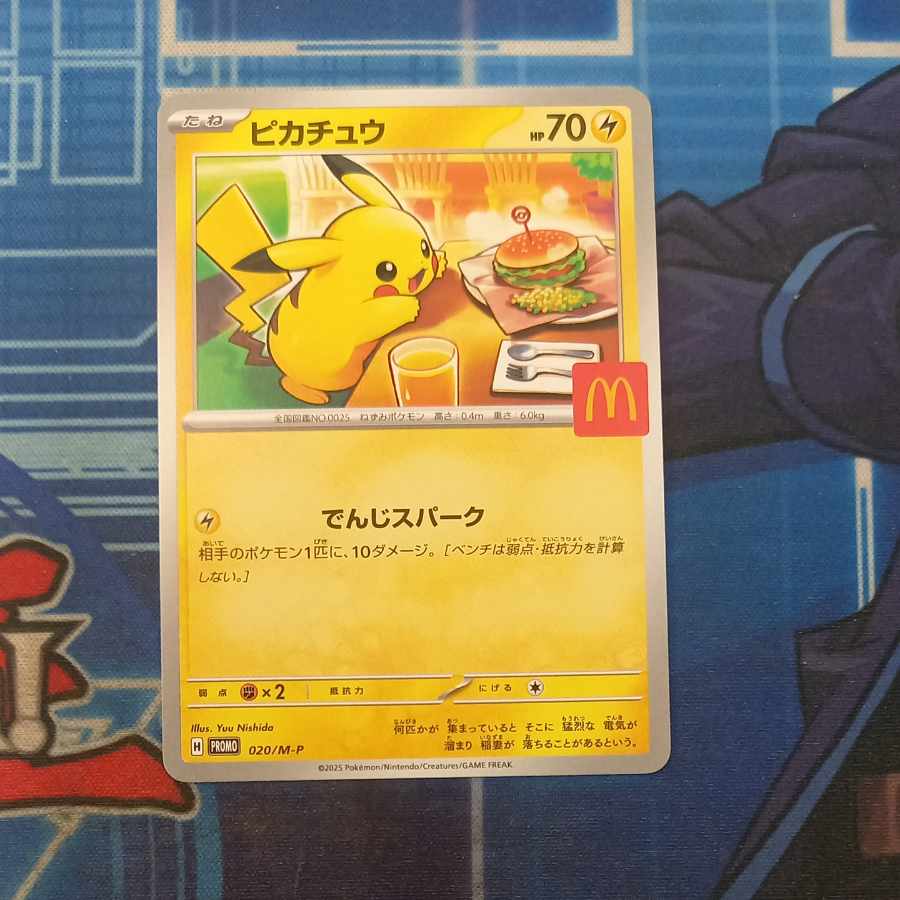 たね ピカチュウ HP70
全国図鑑NO.0025 ねずみポケモン 高さ:0.4m 重さ:6.0kg
でんじスパーク
相手のポケモン1匹に、10ダメージ。[ベンチは弱点・抵抗力を計算
しない。]
弱点 ×2 抵抗力 にげる
Illus. Yuu Nishida
H PROMO 020/M-P
何匹かが 集まっていると そこに 猛烈な 電気が
溜まり 稲妻が 落ちることがあるという。
©2025 Pokémon/Nintendo/Creatures/GAME FREAK.